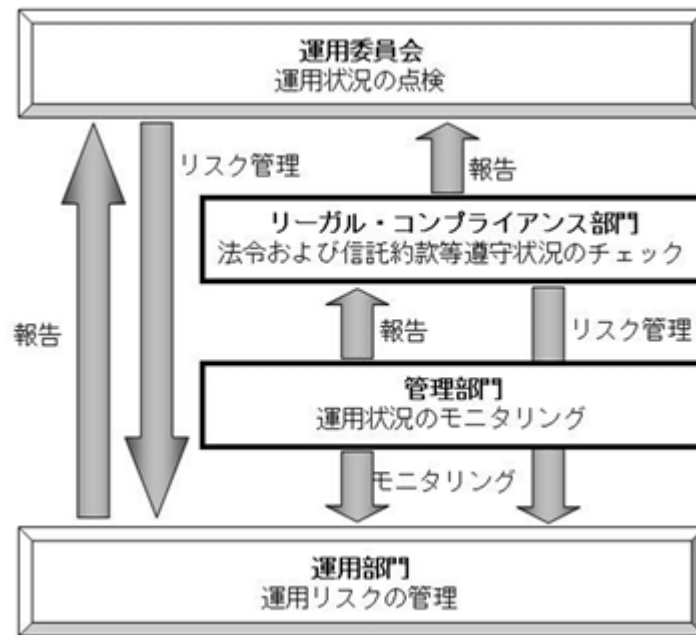 運用委員会
運用状況の点検
リスク管理
報告
リーガル・コンプライアンス部門
法令および信託約款等遵守状況のチェック
報告
報告
リスク管理
管理部門
運用状況のモニタリング
モニタリング
運用部門
運用リスクの管理